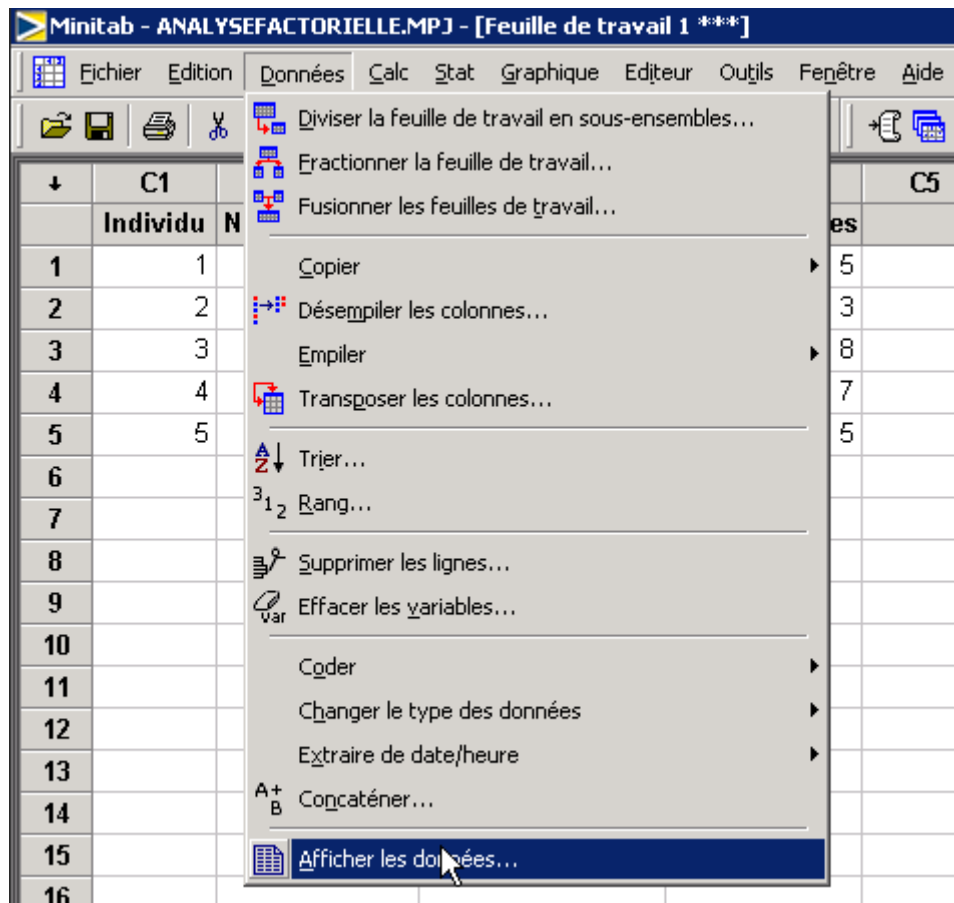 Minitab - ANALYSEFACTORIELLE.MPJ - [Feuille de travail 1 ***]
Fichier Edition Données Calc Stat Graphique Editeur Outils Fenêtre Aide
Diviser la feuille de travail en sous-ensembles...
Fractionner la feuille de travail...
Fusionner les feuilles de travail...
Copier
Désempiler les colonnes...
Empiler
Transposer les colonnes...
Trier...
Rang...
Supprimer les lignes...
Effacer les variables...
Coder
Changer le type des données
Extraire de date/heure
Concaténer...
Afficher les données...
C1 C5
Individu N es
1 1 5
2 2 3
3 3 8
4 4 7
5 5 5
6
7
8
9
10
11
12
13
14
15
16